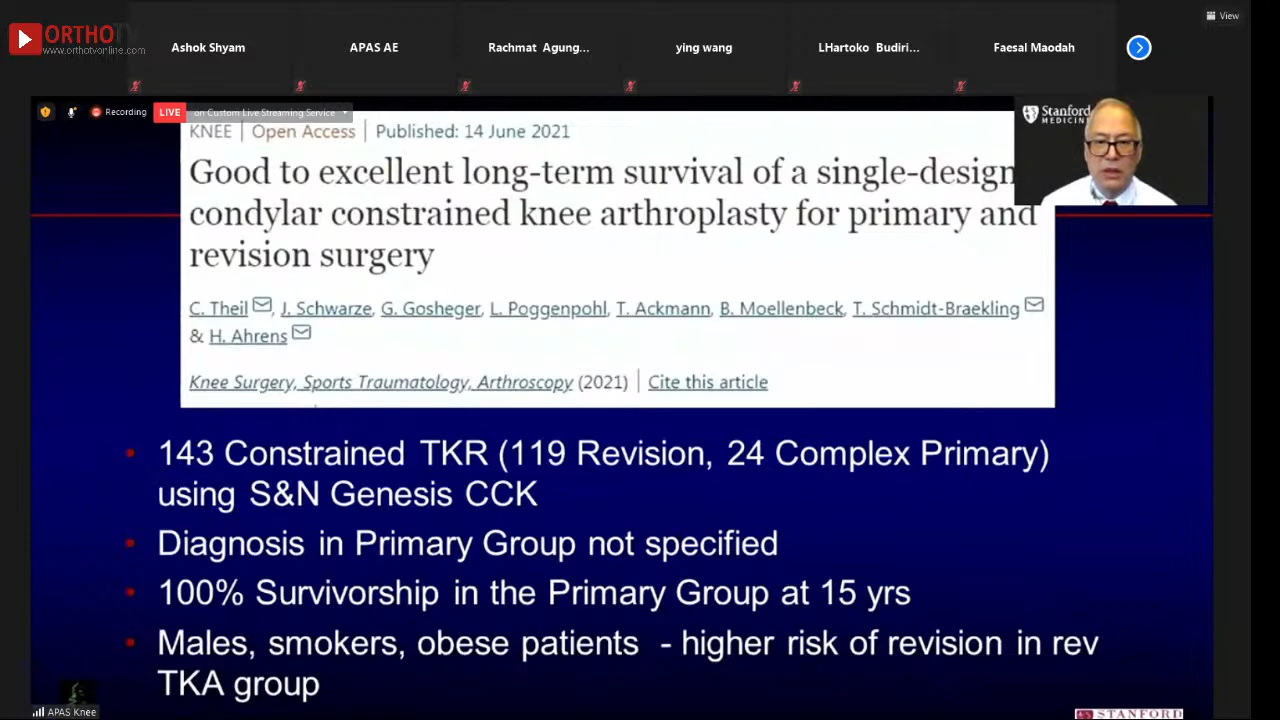 ORTHOTV
www.orthotvonline.com
View
Ashok Shyam
APAS AE
Rachmat Agung...
ying wang
LHartoko Budiri...
Faesal Maodah
Recording
LIVE
on Custom Live Streaming Service
Stanford
MEDICINE
KNEE | Open Access | Published: 14 June 2021
Good to excellent long-term survival of a single-design
condylar constrained knee arthroplasty for primary and
revision surgery
C. Theil, J. Schwarze, G. Gosheger, L. Poggenpohl, T. Ackmann, B. Moellenbeck, T. Schmidt-Braekling
& H. Ahrens
Knee Surgery, Sports Traumatology, Arthroscopy (2021) | Cite this article
• 143 Constrained TKR (119 Revision, 24 Complex Primary)
using S&N Genesis CCK
• Diagnosis in Primary Group not specified
• 100% Survivorship in the Primary Group at 15 yrs
• Males, smokers, obese patients - higher risk of revision in rev
TKA group
APAS Knee
STANFORD